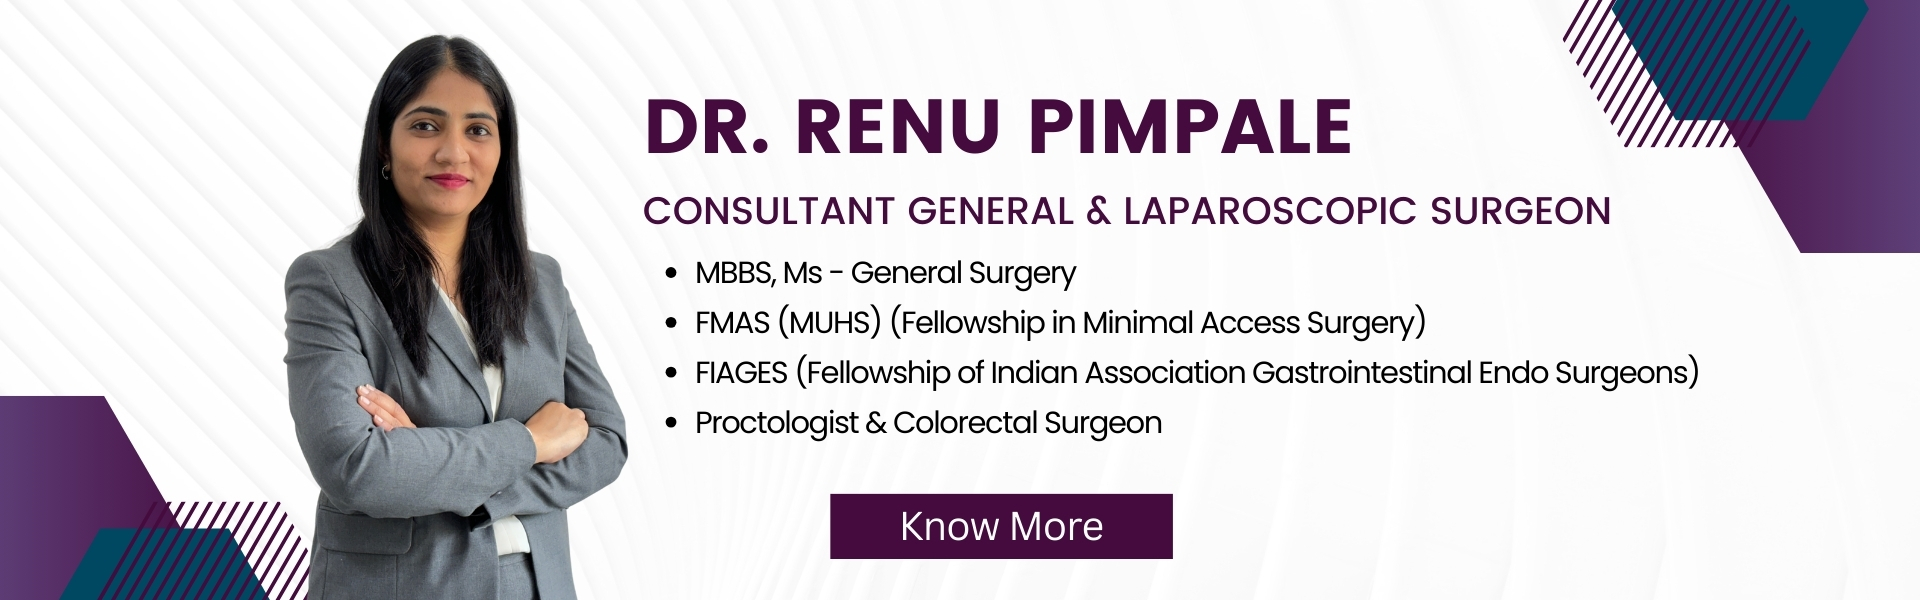 DR. RENU PIMPALE
CONSULTANT GENERAL & LAPAROSCOPIC SURGEON
• MBBS, Ms - General Surgery
• FMAS (MUHS) (Fellowship in Minimal Access Surgery)
• FIAGES (Fellowship of Indian Association Gastrointestinal Endo Surgeons)
• Proctologist & Colorectal Surgeon
Know More